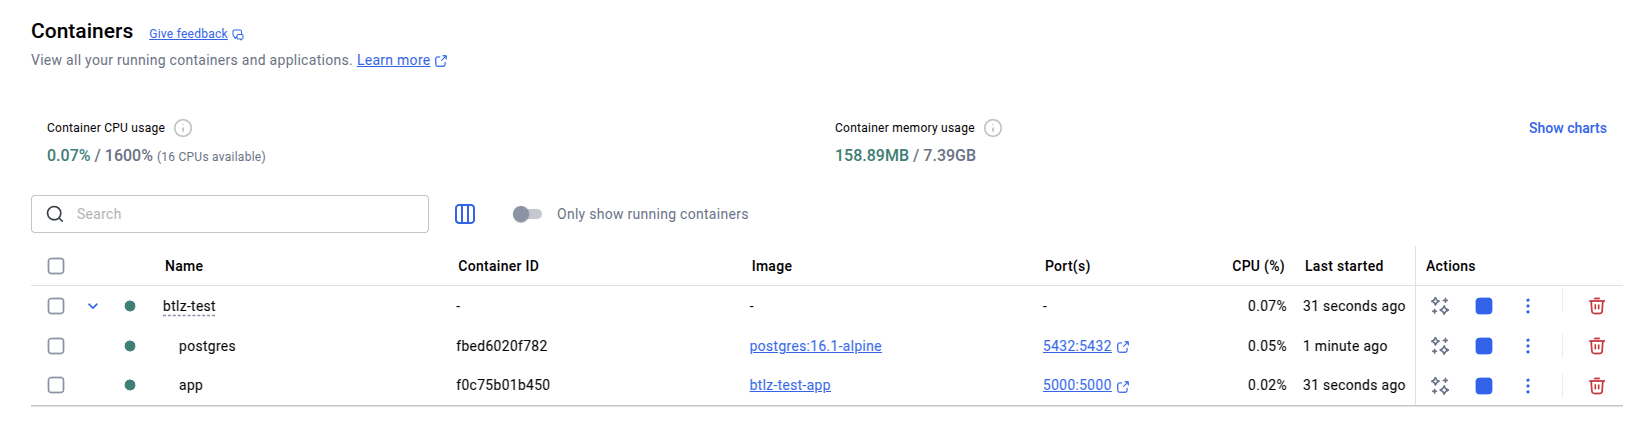 Containers Give feedback
View all your running containers and applications. Learn more
Container CPU usage
0.07% / 1600% (16 CPUs available)
Container memory usage
158.89MB / 7.39GB
Show charts
Search
Only show running containers
Name Container ID Image Port(s) CPU (%) Last started Actions
btlz-test - - - 0.07% 31 seconds ago
postgres fbed6020f782 postgres:16.1-alpine 5432:5432 0.05% 1 minute ago
app f0c75b01b450 btlz-test-app 5000:5000 0.02% 31 seconds ago